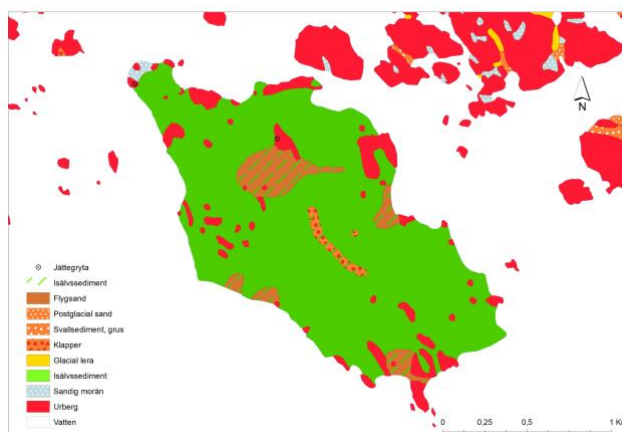 N
Jättegryta
Isälvssediment
Flygsand
Postglacial sand
Svallsediment, grus
Klapper
Glacial lera
Isälvssediment
Sandig morän
Urberg
Vatten
0 0,25 0,5 1 Km